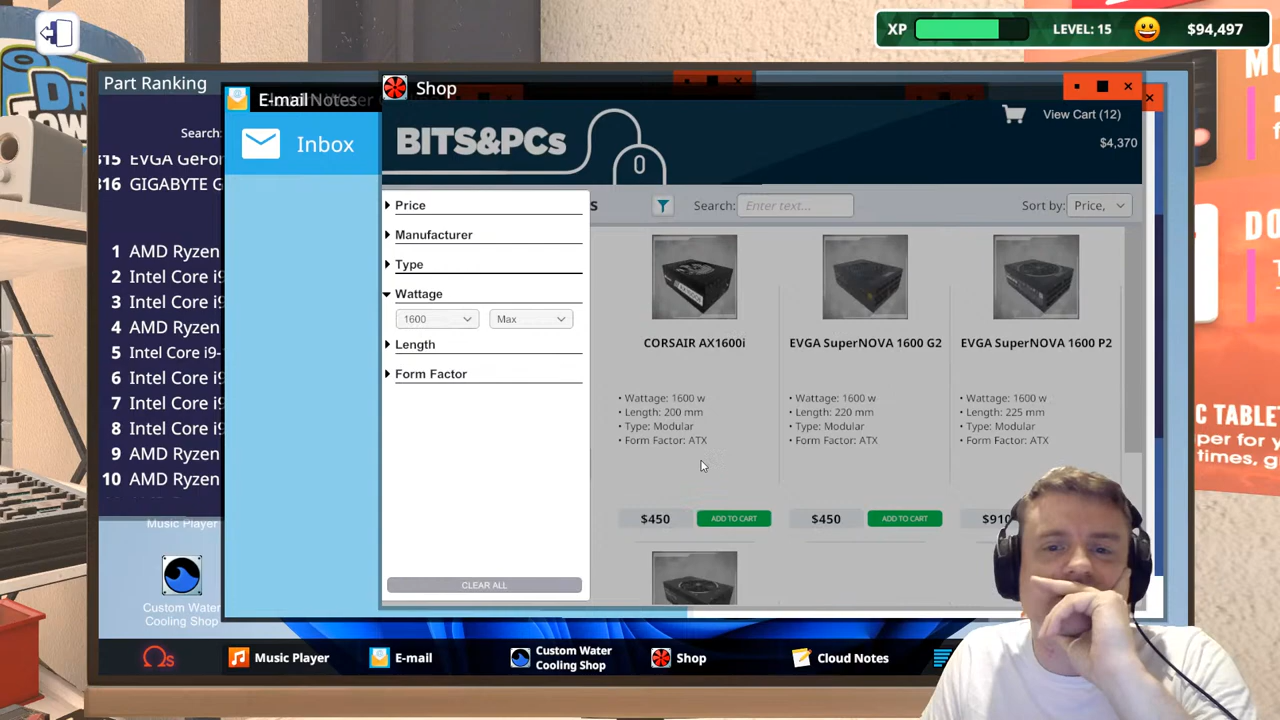 XP
LEVEL: 15
$94,497
Part Ranking
E-mail Notes
Shop
Inbox
Search:
BITS&PCs
View Cart (12)
$4,370
315 EVGA GeFor
316 GIGABYTE G
1 AMD Ryzen
2 Intel Core i9
3 Intel Core i9
4 AMD Ryzen
5 Intel Core i9-
6 Intel Core i9
7 Intel Core i9
8 Intel Core i9
9 AMD Ryzen
10 AMD Ryzen
Price
Manufacturer
Type
Wattage
1600
Max
Length
Form Factor
CLEAR ALL
s
Search:
Enter text...
Sort by:
Price,
CORSAIR AX1600i
• Wattage: 1600 w
• Length: 200 mm
• Type: Modular
• Form Factor: ATX
$450
ADD TO CART
EVGA SuperNOVA 1600 G2
• Wattage: 1600 w
• Length: 220 mm
• Type: Modular
• Form Factor: ATX
$450
ADD TO CART
EVGA SuperNOVA 1600 P2
• Wattage: 1600 w
• Length: 225 mm
• Type: Modular
• Form Factor: ATX
$910
Music Player
Custom Water
Cooling Shop
Music Player
E-mail
Custom Water
Cooling Shop
Shop
Cloud Notes
C TABLET
per for y
times, g